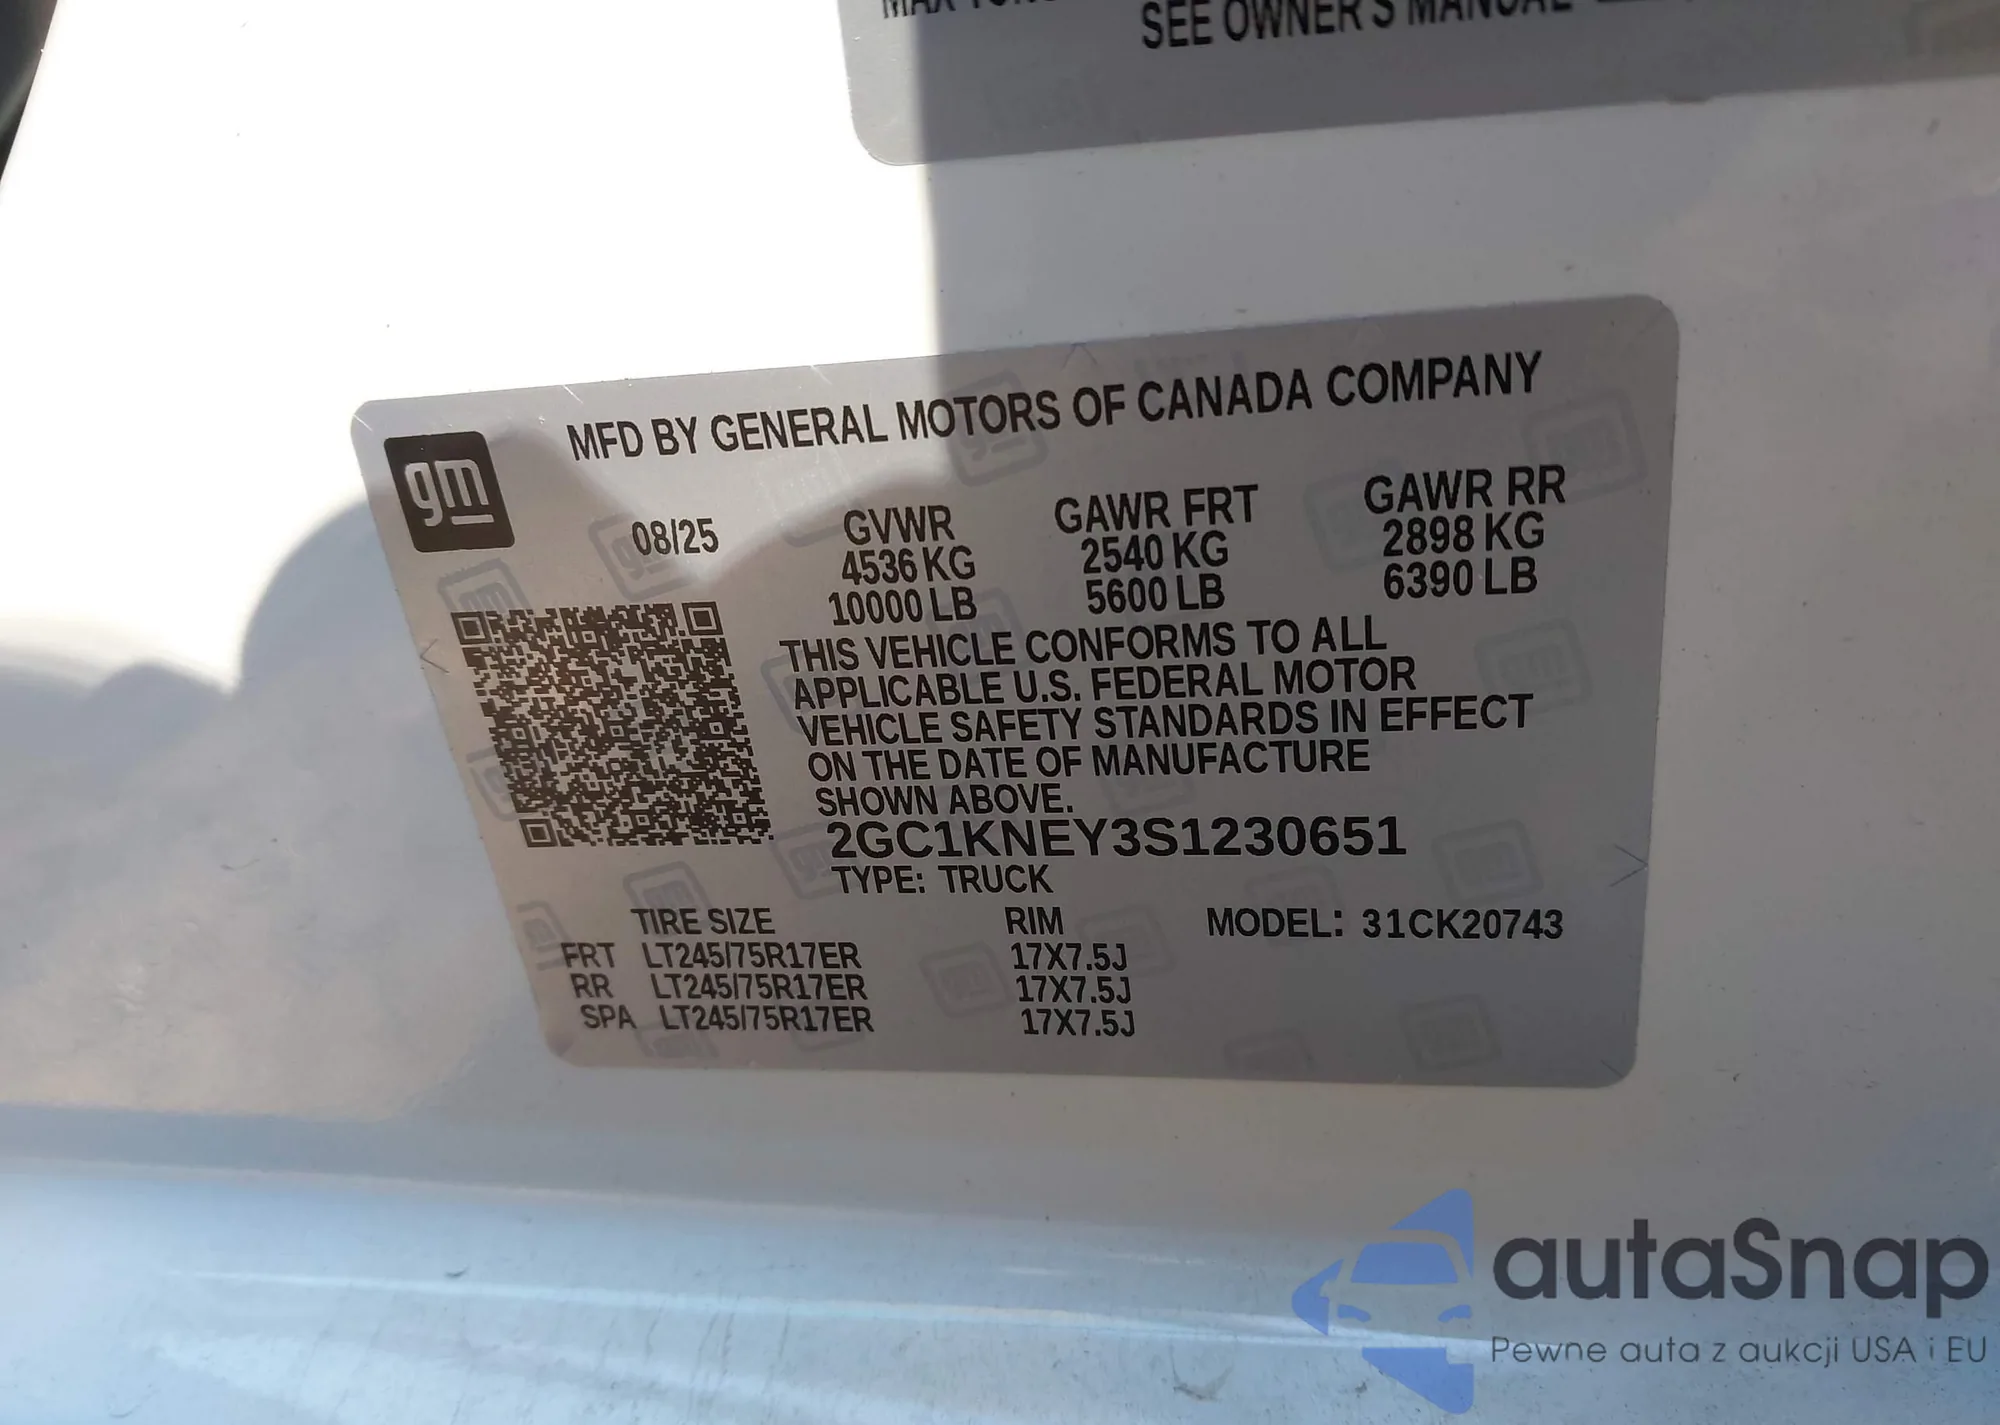 SEE OWNER'S MANUAL
MFD BY GENERAL MOTORS OF CANADA COMPANY
gm
08/25 GVWR GAWR FRT GAWR RR
4536 KG 2540 KG 2898 KG
10000 LB 5600 LB 6390 LB
THIS VEHICLE CONFORMS TO ALL
APPLICABLE U.S. FEDERAL MOTOR
VEHICLE SAFETY STANDARDS IN EFFECT
ON THE DATE OF MANUFACTURE
SHOWN ABOVE.
2GC1KNEY3S1230651
TYPE: TRUCK
TIRE SIZE RIM MODEL: 31CK20743
FRT LT245/75R17ER 17X7.5J
RR LT245/75R17ER 17X7.5J
SPA LT245/75R17ER 17X7.5J
autaSnap
Pewne auta z aukcji USA i EU